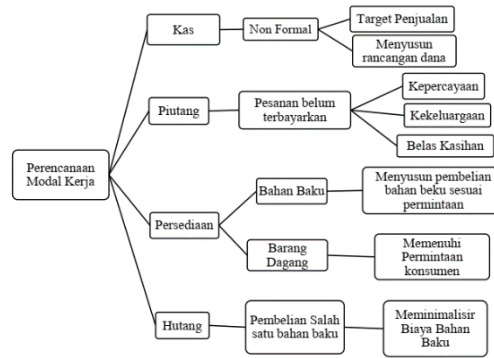 Perencanaan
Modal Kerja
Kas
Non Formal
Target Penjualan
Menyusun
rancangan dana
Piutang
Pesanan belum
terbayarkan
Kepercayaan
Kekeluargaan
Belas Kasihan
Persediaan
Bahan Baku
Menyusun pembelian
bahan beku sesuai
permintaan
Barang
Dagang
Memenuhi
Permintaan
konsumen
Hutang
Pembelian Salah
satu bahan baku
Meminimalisir
Biaya Bahan
Baku